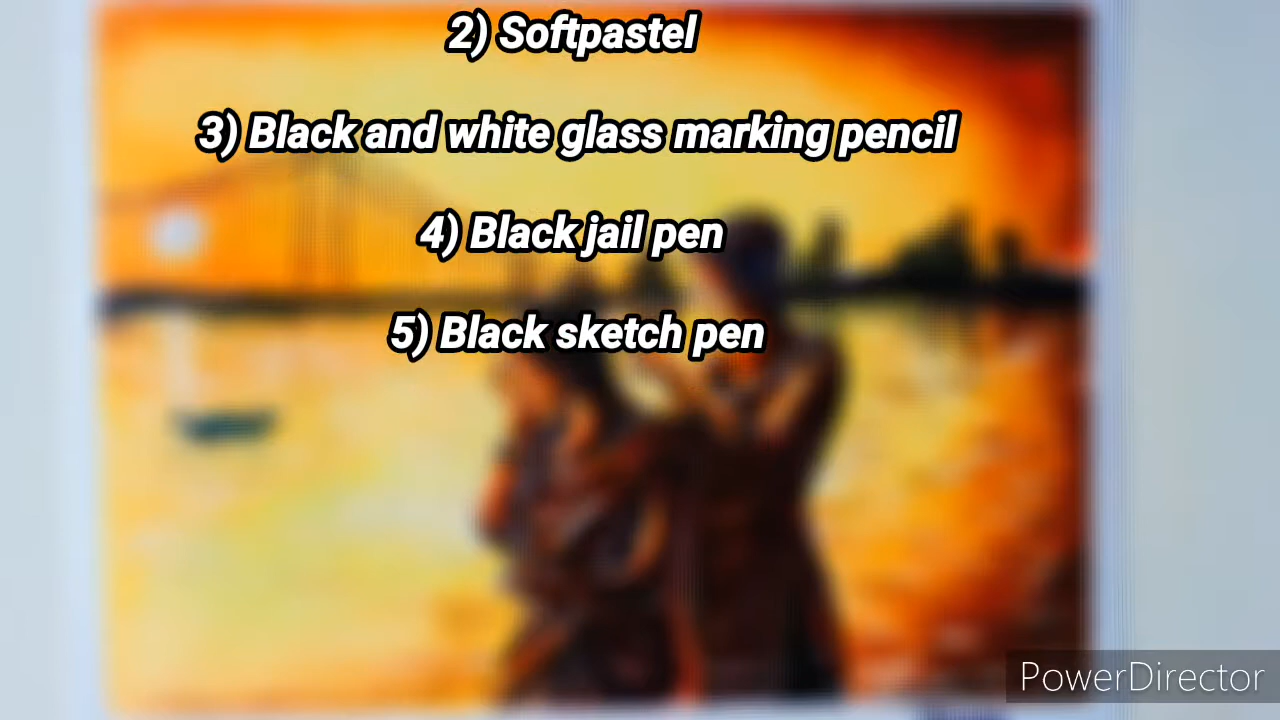 2) Softpastel
3) Black and white glass marking pencil
4) Black jail pen
5) Black sketch pen
PowerDirector